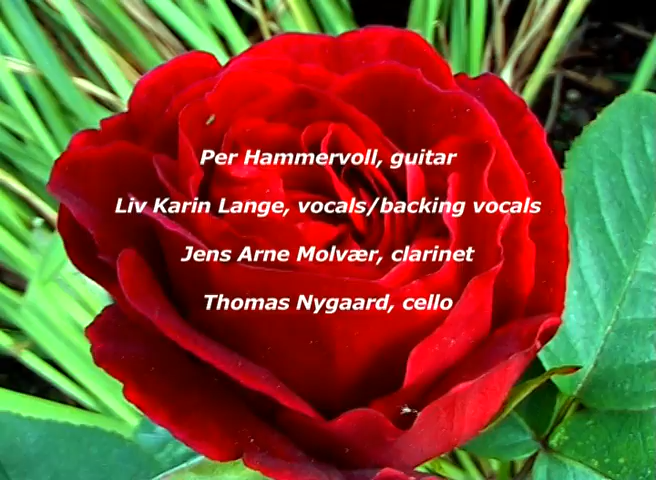 Per Hammervoll, guitar
Liv Karin Lange, vocals/backing vocals
Jens Arne Molvær, clarinet
Thomas Nygaard, cello